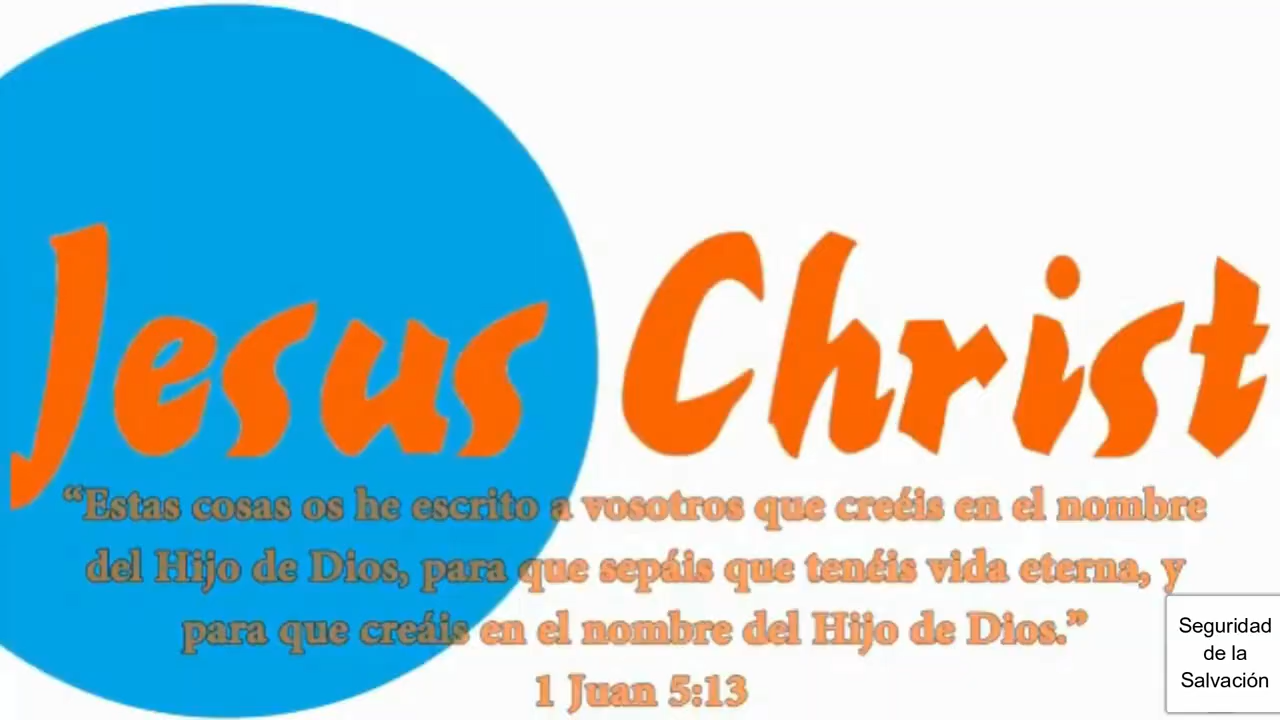 Jesus Christ
“Estas cosas os he escrito a vosotros que creéis en el nombre
del Hijo de Dios, para que sepáis que tenéis vida eterna, y
para que creáis en el nombre del Hijo de Dios.”
1 Juan 5:13
Seguridad
de la
Salvación